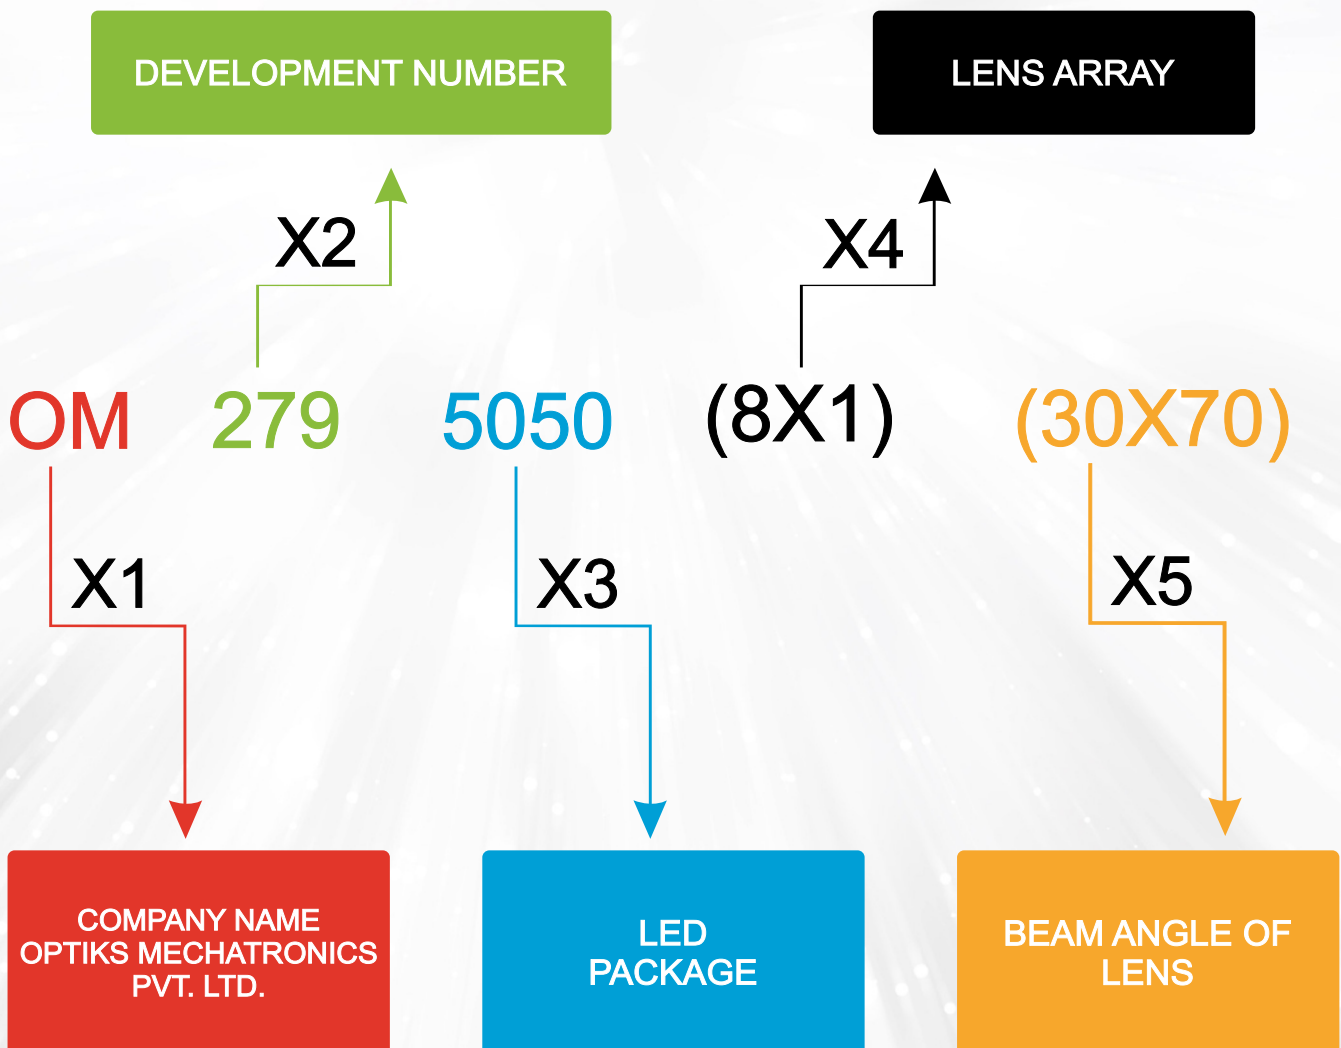 DEVELOPMENT NUMBER
LENS ARRAY
X2
X4
OM 279 5050 (8X1) (30X70)
X1
X3
X5
COMPANY NAME
OPTIKS MECHATRONICS
PVT. LTD.
LED
PACKAGE
BEAM ANGLE OF
LENS